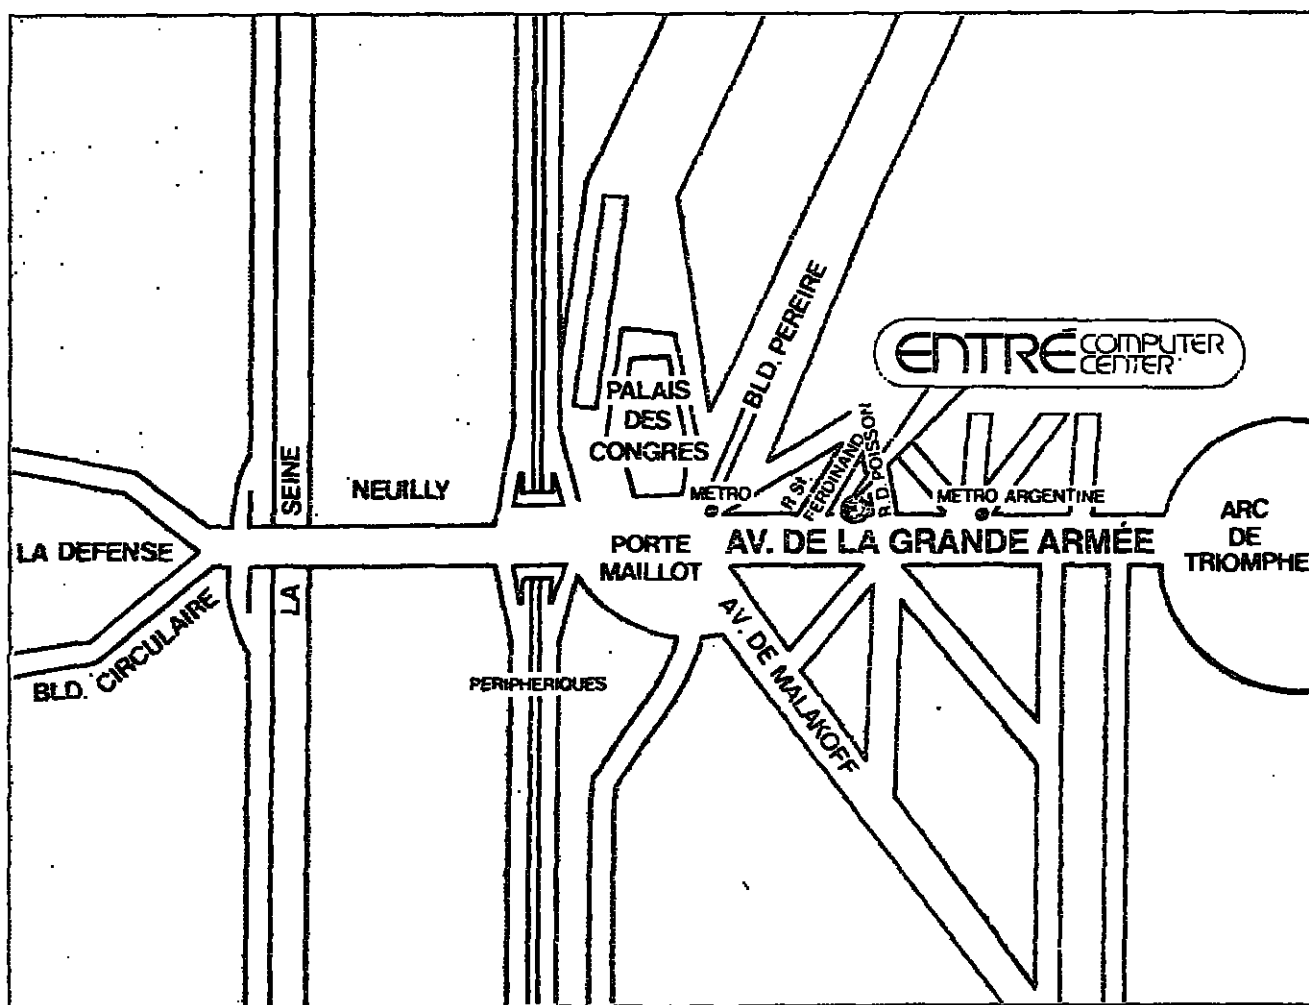 BLD. PEREIRE
ENTRÉ COMPUTER
CENTER
PALAIS
DES
CONGRES
LA SEINE
NEUILLY
METRO
R St
FERDINAND
R.D. POISSON
METRO ARGENTINE
LA DEFENSE
PORTE
MAILLOT
AV. DE LA GRANDE ARMÉE
ARC
DE
TRIOMPHE
BLD. CIRCULAIRE
PERIPHERIQUES
AV. DE MALAKOFF